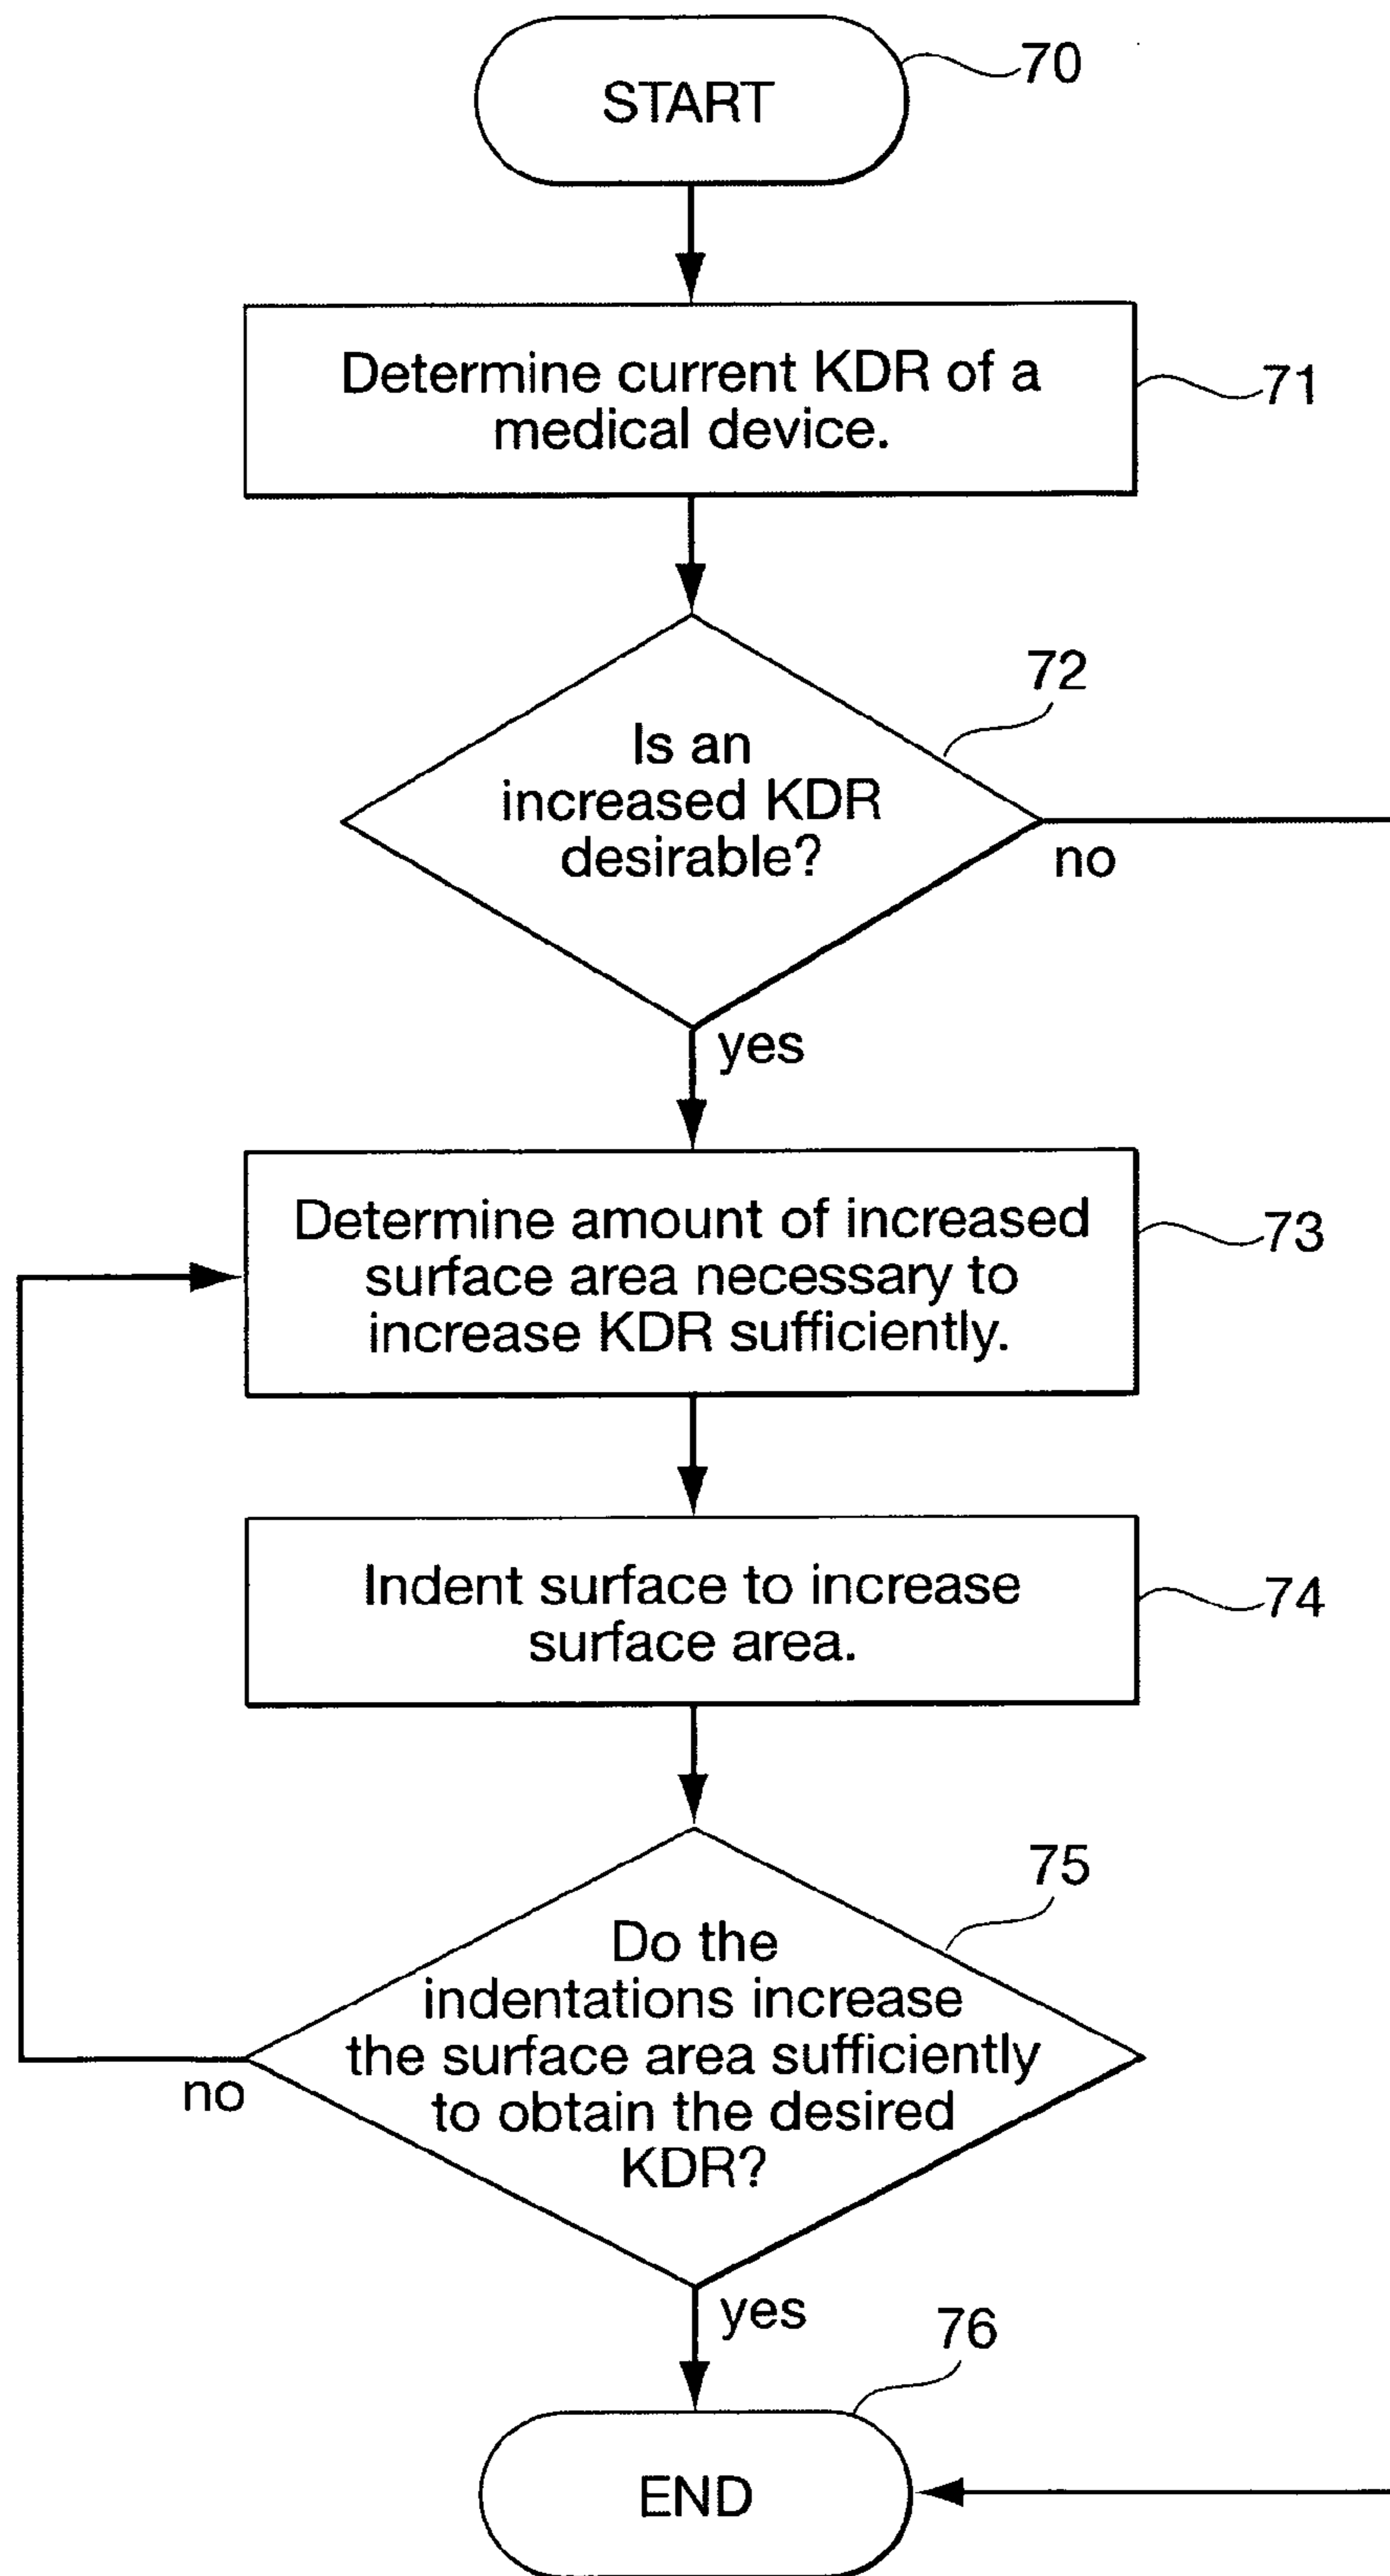 START
70
Determine current KDR of a
medical device.
71
72
Is an
increased KDR
desirable?
no
yes
Determine amount of increased
surface area necessary to
increase KDR sufficiently.
73
Indent surface to increase
surface area.
74
75
Do the
indentations increase
the surface area sufficiently
to obtain the desired
KDR?
no
yes
76
END